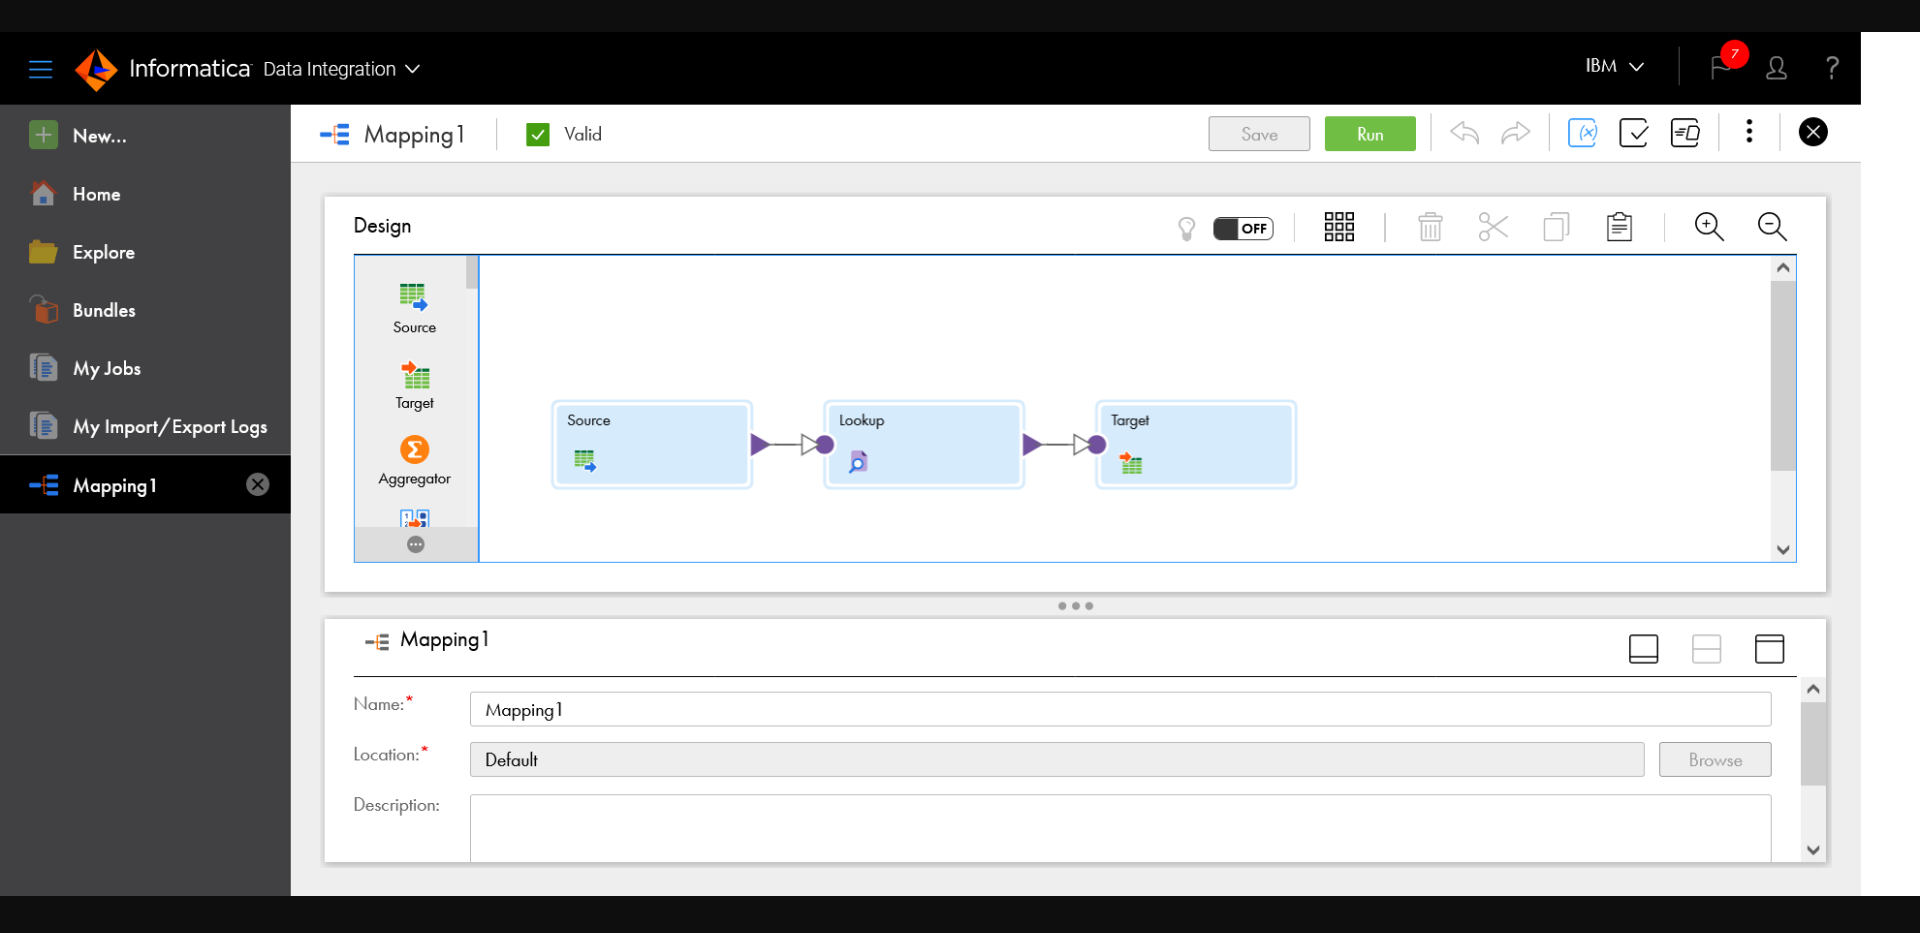 Informatica Data Integration
IBM
7
?
New...
Home
Explore
Bundles
My Jobs
My Import/Export Logs
Mapping1
Mapping1
Valid
Save
Run
(x)
Design
OFF
Source
Target
Σ
Aggregator
Source
Lookup
Target
Mapping1
Name:*
Mapping1
Location:*
Default
Browse
Description: